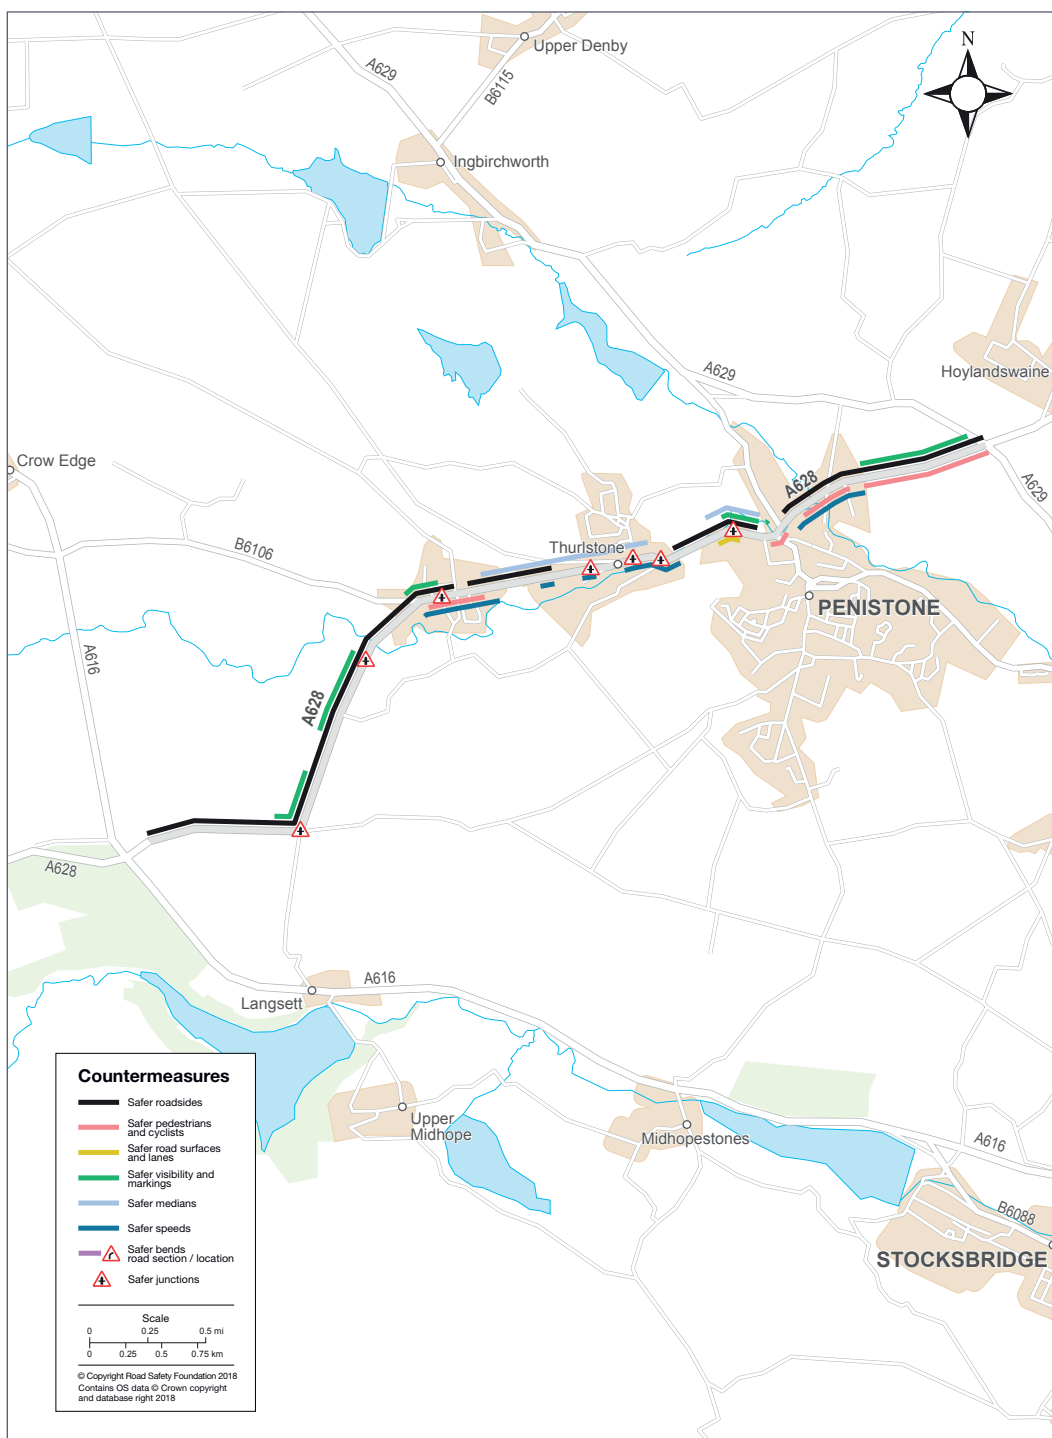 N
Upper Denby
A629
B6115
Ingbirchworth
A629
Hoylandswaine
Crow Edge
A628
A629
B6106
Thurlstone
PENISTONE
A616
A628
A628
A616
Langsett
Upper
Midhope
Midhopestones
A616
B6088
STOCKSBRIDGE
Countermeasures
Safer roadsides
Safer pedestrians
and cyclists
Safer road surfaces
and lanes
Safer visibility and
markings
Safer medians
Safer speeds
Safer bends
road section / location
Safer junctions
Scale
0 0.25 0.5 mi
0 0.25 0.5 0.75 km
© Copyright Road Safety Foundation 2018
Contains OS data © Crown copyright
and database right 2018